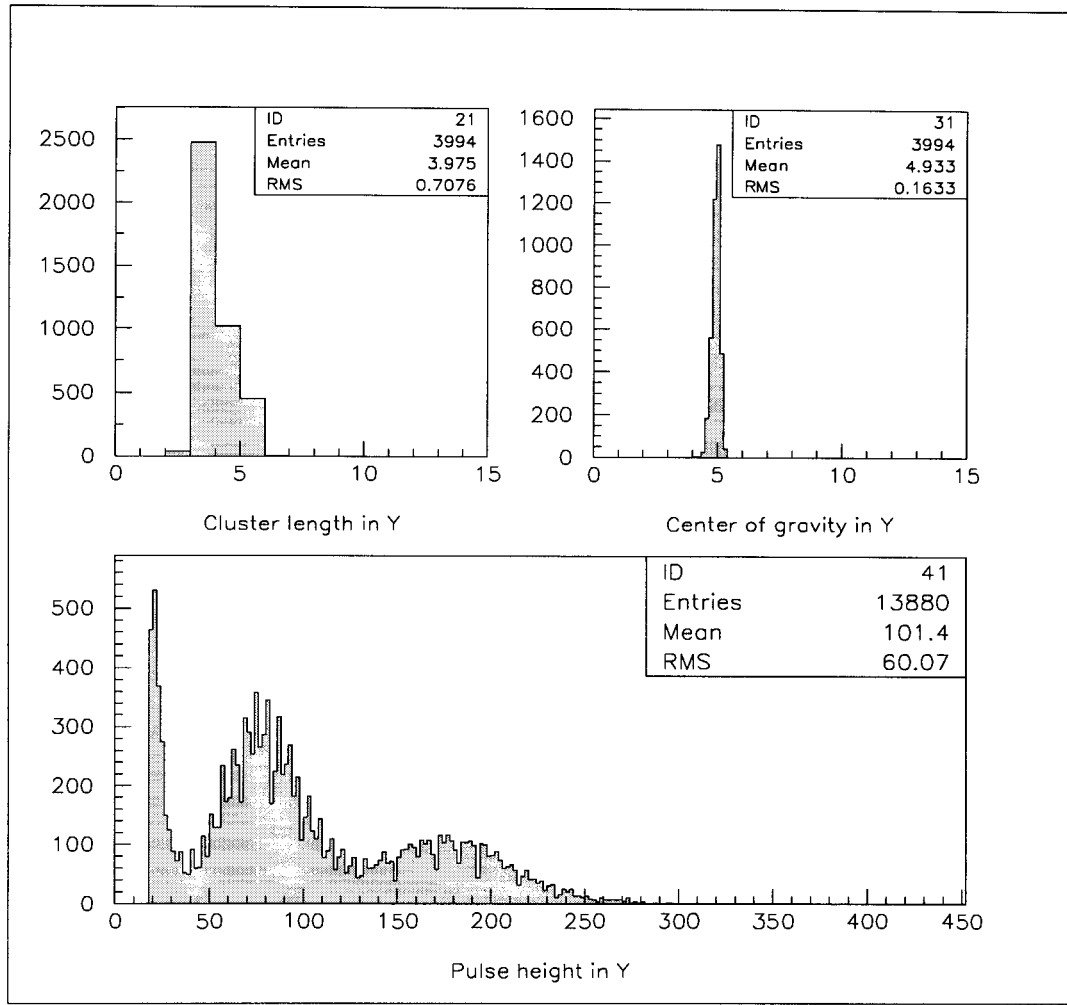 ID 21
Entries 3994
Mean 3.975
RMS 0.7076
2500
2000
1500
1000
500
0
0 5 10 15
Cluster length in Y
ID 31
Entries 3994
Mean 4.933
RMS 0.1633
1600
1400
1200
1000
800
600
400
200
0
0 5 10 15
Center of gravity in Y
ID 41
Entries 13880
Mean 101.4
RMS 60.07
500
400
300
200
100
0
0 50 100 150 200 250 300 350 400 450
Pulse height in Y